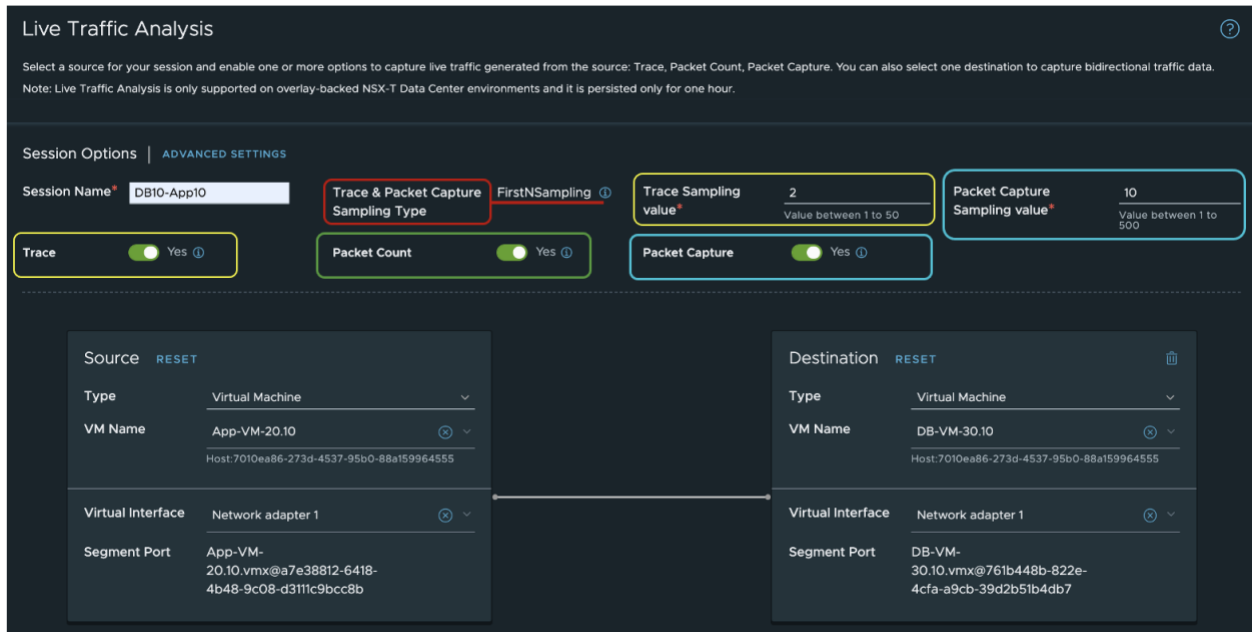 Live Traffic Analysis
Select a source for your session and enable one or more options to capture live traffic generated from the source: Trace, Packet Count, Packet Capture. You can also select one destination to capture bidirectional traffic data.
Note: Live Traffic Analysis is only supported on overlay-backed NSX-T Data Center environments and it is persisted only for one hour.
Session Options | ADVANCED SETTINGS
Session Name* DB10-App10
Trace & Packet Capture
Sampling Type
FirstNSampling
Trace Sampling
value*
2
Value between 1 to 50
Packet Capture
Sampling value*
10
Value between 1 to
500
Trace Yes
Packet Count Yes
Packet Capture Yes
Source RESET
Type Virtual Machine
VM Name App-VM-20.10
Host:7010ea86-273d-4537-95b0-88a159964555
Virtual Interface Network adapter 1
Segment Port App-VM-
20.10.vmx@a7e38812-6418-
4b48-9c08-d3111c9bcc8b
Destination RESET
Type Virtual Machine
VM Name DB-VM-30.10
Host:7010ea86-273d-4537-95b0-88a159964555
Virtual Interface Network adapter 1
Segment Port DB-VM-
30.10.vmx@761b448b-822e-
4cfa-a9cb-39d2b51b4db7